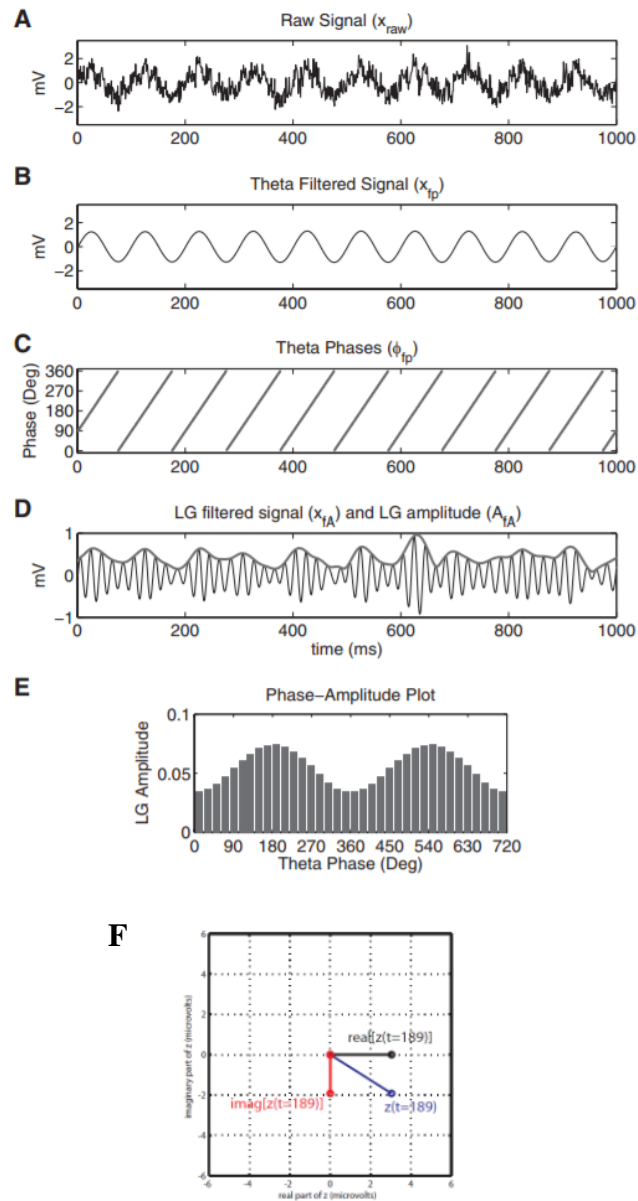 A
Raw Signal (x_raw)
mV
2
0
−2
0 200 400 600 800 1000
B
Theta Filtered Signal (x_fp)
mV
2
0
−2
0 200 400 600 800 1000
C
Theta Phases (ϕ_fp)
Phase (Deg)
360
270
180
90
0
0 200 400 600 800 1000
D
LG filtered signal (x_fA) and LG amplitude (A_fA)
mV
1
0
−1
0 200 400 600 800 1000
time (ms)
E
Phase−Amplitude Plot
LG Amplitude
0.1
0.05
0
0 90 180 270 360 450 540 630 720
Theta Phase (Deg)
F
imaginary part of z (microvolts)
6
4
2
0
-2
-4
-6
real[z(t=189)]
imag[z(t=189)]
z(t=189)
-6 -4 -2 0 2 4 6
real part of z (microvolts)